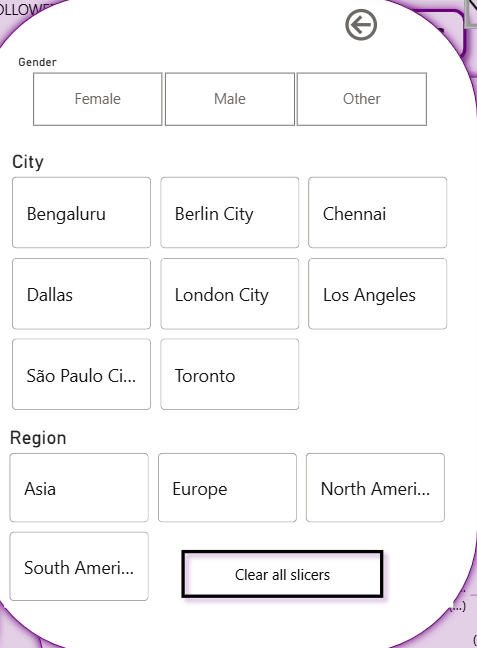 Gender
Female Male Other
City
Bengaluru Berlin City Chennai
Dallas London City Los Angeles
São Paulo Ci... Toronto
Region
Asia Europe North Ameri...
South Ameri... Clear all slicers
(...)